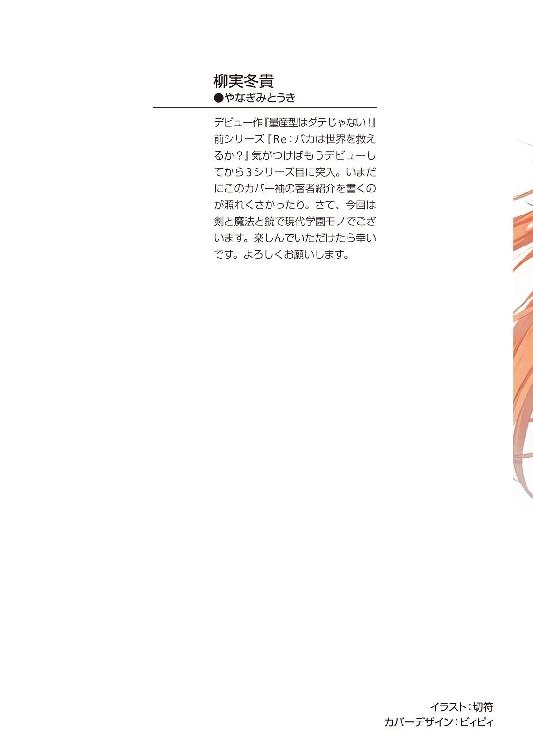 柳実冬貴
●やなぎみとうき
デビュー作『量産型はダテじゃない!』
前シリーズ『Re:バカは世界を救え
るか?』気がつけばもうデビューし
てから3シリーズ目に突入。いまだ
にこのカバー袖の著者紹介を書くの
が照れくさかったり。さて、今回は
剣と魔法と銃で現代学園モノでござ
います。楽しんでいただけたら幸い
です。よろしくお願いします。
イラスト:切符
カバーデザイン:ビィビィ